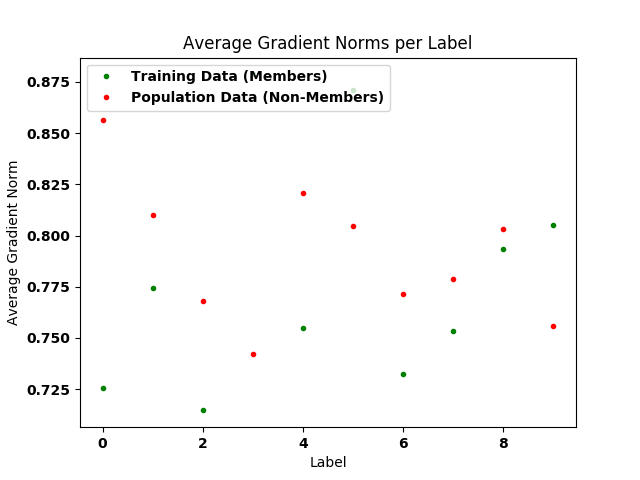 Average Gradient Norms per Label
Training Data (Members)
Population Data (Non-Members)
0.875
0.850
0.825
0.800
0.775
0.750
0.725
Average Gradient Norm
0 2 4 6 8
Label